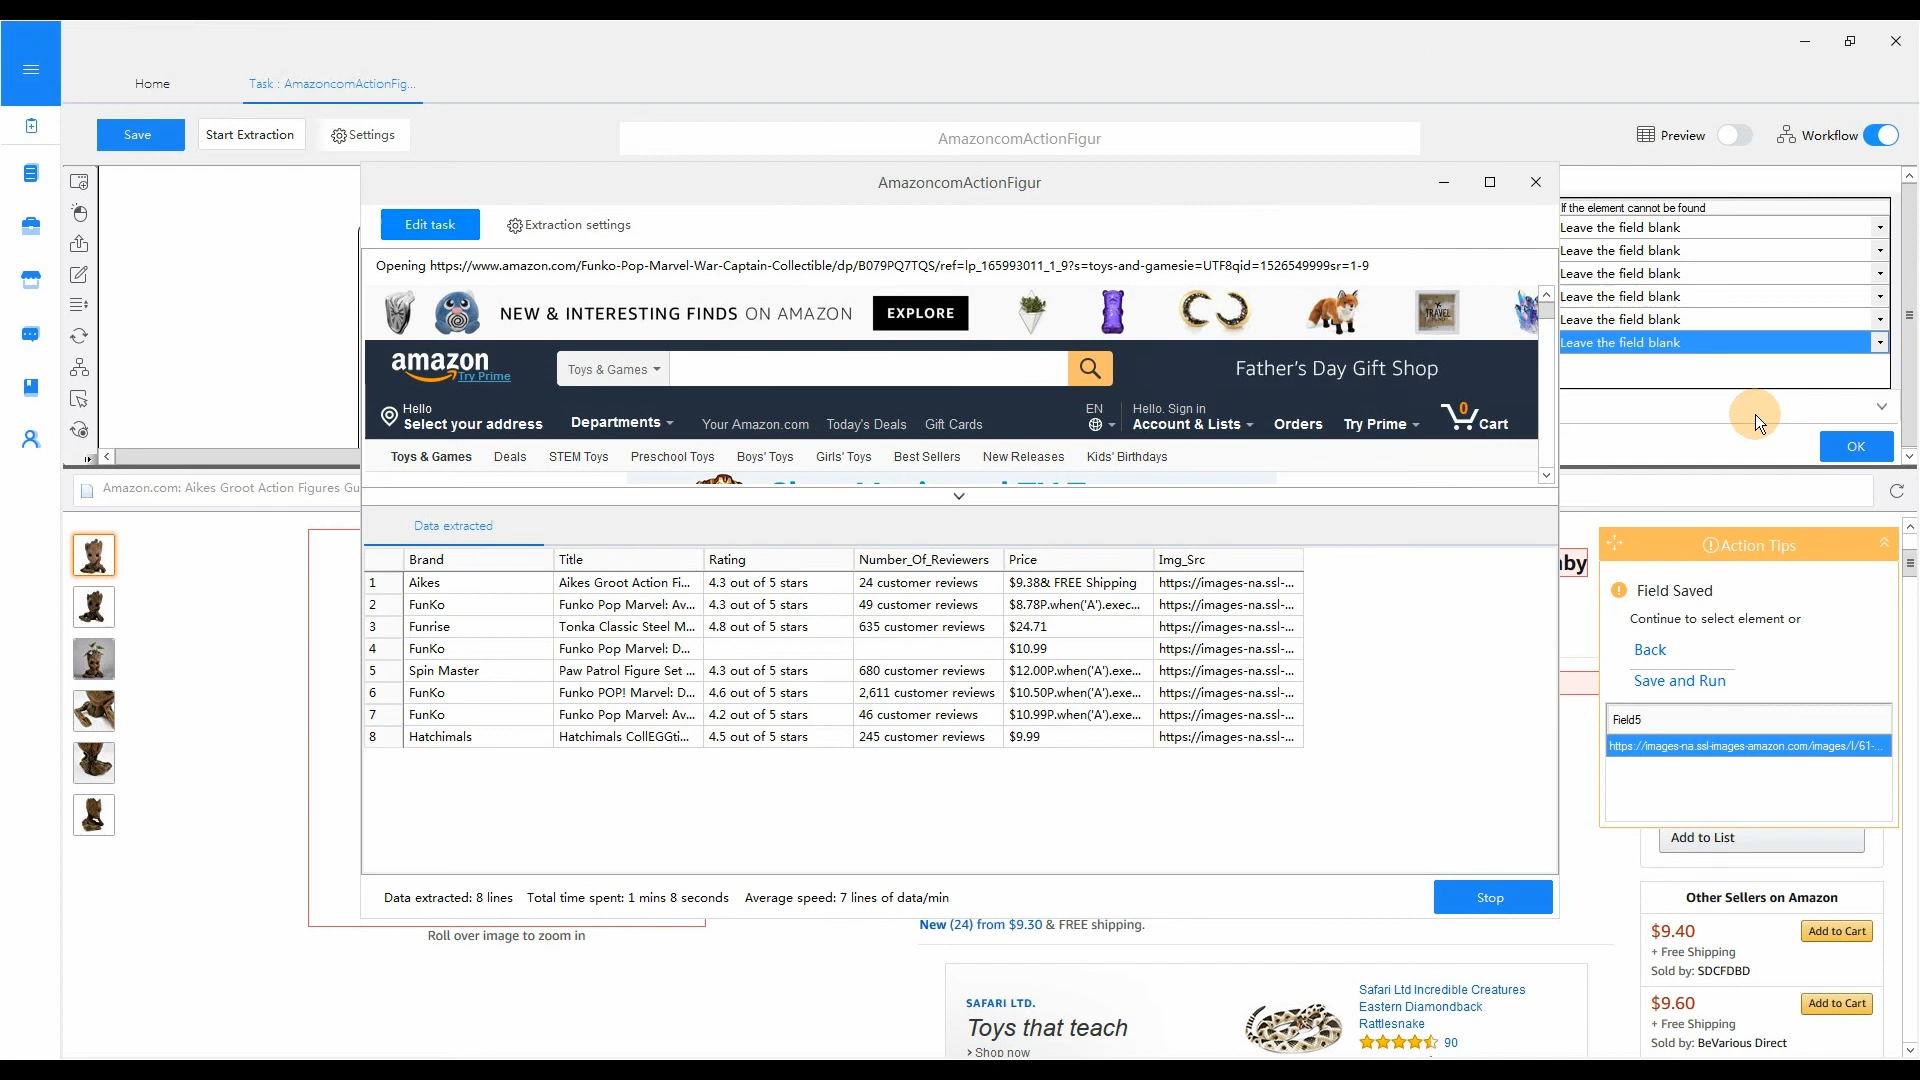 Home
Task : AmazoncomActionFig...
Save
Start Extraction
Settings
AmazoncomActionFigur
Preview
Workflow
AmazoncomActionFigur
Edit task
Extraction settings
Opening https://www.amazon.com/Funko-Pop-Marvel-War-Captain-Collectible/dp/B079PQ7TQS/ref=lp_165993011_1_9?s=toys-and-gamesie=UTF8qid=1526549999sr=1-9
NEW & INTERESTING FINDS ON AMAZON
EXPLORE
TRAVEL
amazon
Try Prime
Toys & Games
Father's Day Gift Shop
Hello
Select your address
Departments
Your Amazon.com
Today's Deals
Gift Cards
EN
Hello. Sign in
Account & Lists
Orders
Try Prime
0
Cart
Toys & Games
Deals
STEM Toys
Preschool Toys
Boys' Toys
Girls' Toys
Best Sellers
New Releases
Kids' Birthdays
If the element cannot be found
Leave the field blank
Leave the field blank
Leave the field blank
Leave the field blank
Leave the field blank
Leave the field blank
OK
Amazon.com: Aikes Groot Action Figures Gu
Data extracted
Brand Title Rating Number_Of_Reviewers Price Img_Src
1 Aikes Aikes Groot Action Fi... 4.3 out of 5 stars 24 customer reviews $9.38& FREE Shipping https://images-na.ssl-...
2 FunKo Funko Pop Marvel: Av... 4.3 out of 5 stars 49 customer reviews $8.78P.when('A').exec... https://images-na.ssl-...
3 Funrise Tonka Classic Steel M... 4.8 out of 5 stars 635 customer reviews $24.71 https://images-na.ssl-...
4 FunKo Funko Pop Marvel: D... $10.99 https://images-na.ssl-...
5 Spin Master Paw Patrol Figure Set ... 4.3 out of 5 stars 680 customer reviews $12.00P.when('A').exe... https://images-na.ssl-...
6 FunKo Funko POP! Marvel: D... 4.6 out of 5 stars 2,611 customer reviews $10.50P.when('A').exe... https://images-na.ssl-...
7 FunKo Funko Pop Marvel: Av... 4.2 out of 5 stars 46 customer reviews $10.99P.when('A').exe... https://images-na.ssl-...
8 Hatchimals Hatchimals CollEGGti... 4.5 out of 5 stars 245 customer reviews $9.99 https://images-na.ssl-...
Data extracted: 8 lines Total time spent: 1 mins 8 seconds Average speed: 7 lines of data/min
Stop
by
Action Tips
Field Saved
Continue to select element or
Back
Save and Run
Field5
https://images-na.ssl-images-amazon.com/images/I/61-...
Add to List
Roll over image to zoom in
New (24) from $9.30 & FREE shipping.
SAFARI LTD.
Toys that teach
› Shop now
Safari Ltd Incredible Creatures
Eastern Diamondback
Rattlesnake
90
Other Sellers on Amazon
$9.40
Add to Cart
+ Free Shipping
Sold by: SDCFDBD
$9.60
Add to Cart
+ Free Shipping
Sold by: BeVarious Direct